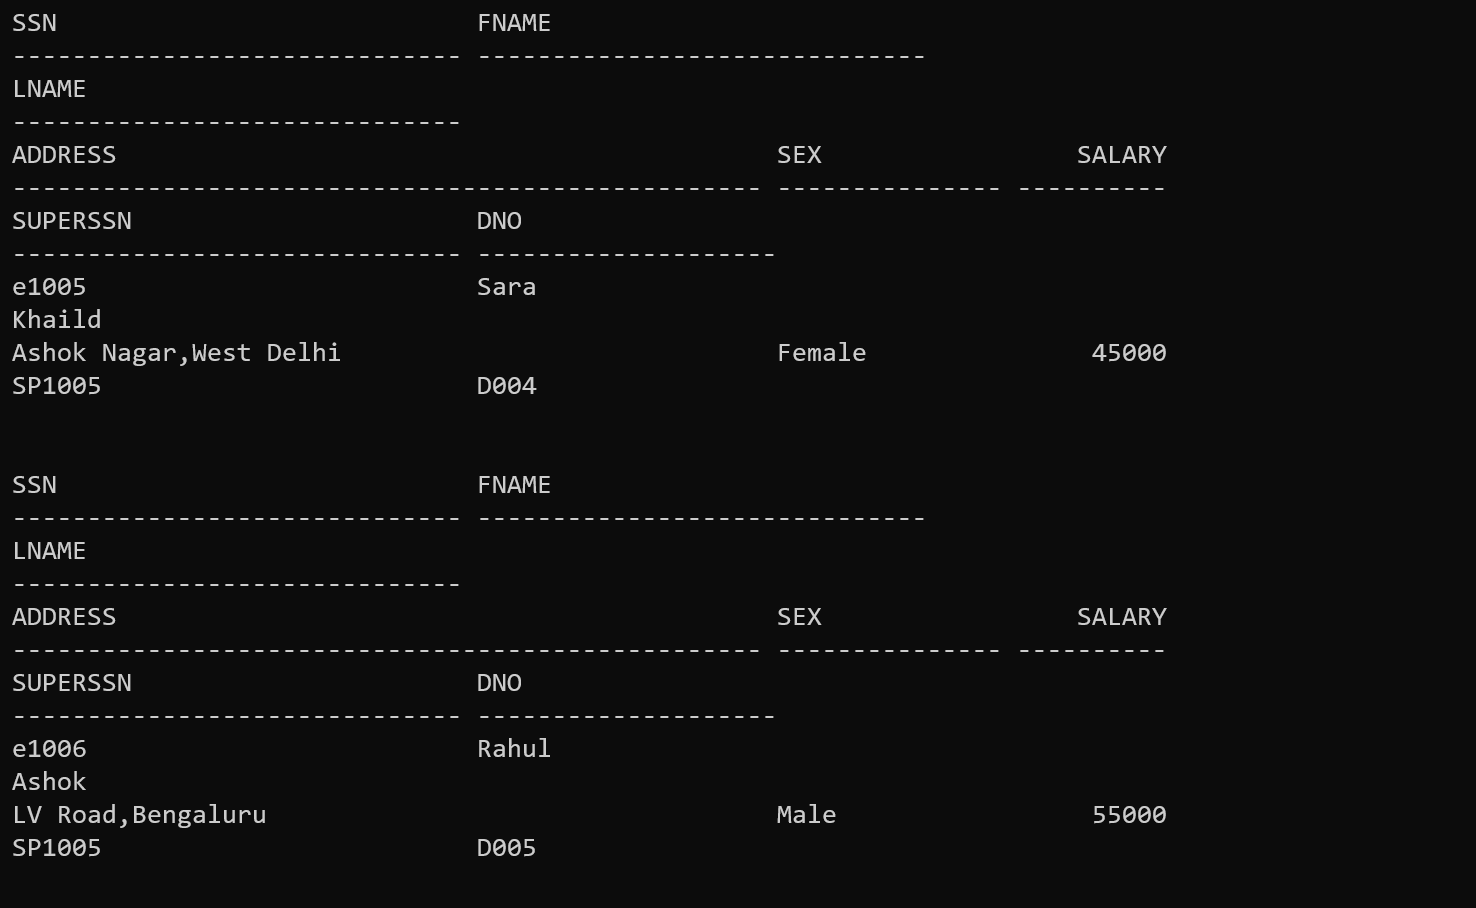 SSN                            FNAME
------------------------------ ------------------------------
LNAME
------------------------------
ADDRESS                                            SEX                 SALARY
-------------------------------------------------- --------------- ----------
SUPERSSN                       DNO
------------------------------ --------------------
e1005                          Sara
Khaild
Ashok Nagar,West Delhi                             Female               45000
SP1005                         D004

SSN                            FNAME
------------------------------ ------------------------------
LNAME
------------------------------
ADDRESS                                            SEX                 SALARY
-------------------------------------------------- --------------- ----------
SUPERSSN                       DNO
------------------------------ --------------------
e1006                          Rahul
Ashok
LV Road,Bengaluru                                  Male                 55000
SP1005                         D005